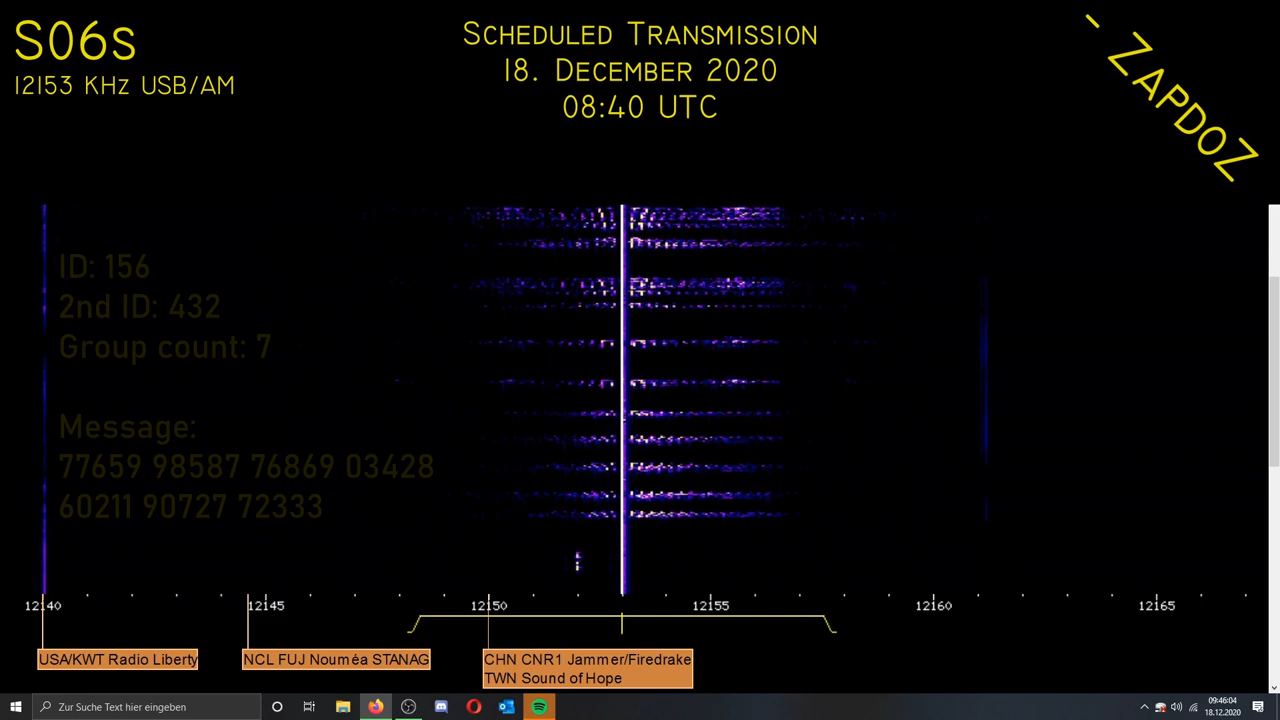 S06s
12153 KHz USB/AM
Scheduled Transmission
18. December 2020
08:40 UTC
- ZAPDOZ
ID: 156
2nd ID: 432
Group count: 7
Message:
77659 98587 76869 03428
60211 90727 72333
12140 12145 12150 12155 12160 12165
USA/KWT Radio Liberty
NCL FUJ Nouméa STANAG
CHN CNR1 Jammer/Firedrake
TWN Sound of Hope
Zur Suche Text hier eingeben
09:46:04
18.12.2020